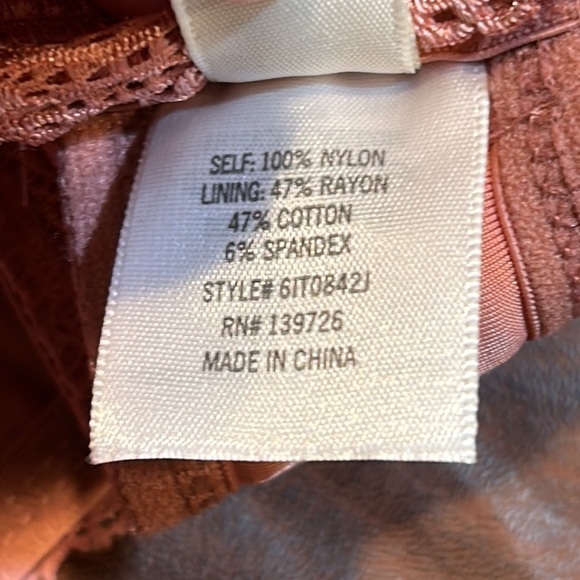 SELF: 100% NYLON
LINING: 47% RAYON
47% COTTON
6% SPANDEX
STYLE# 6IT0842J
RN# 139726
MADE IN CHINA